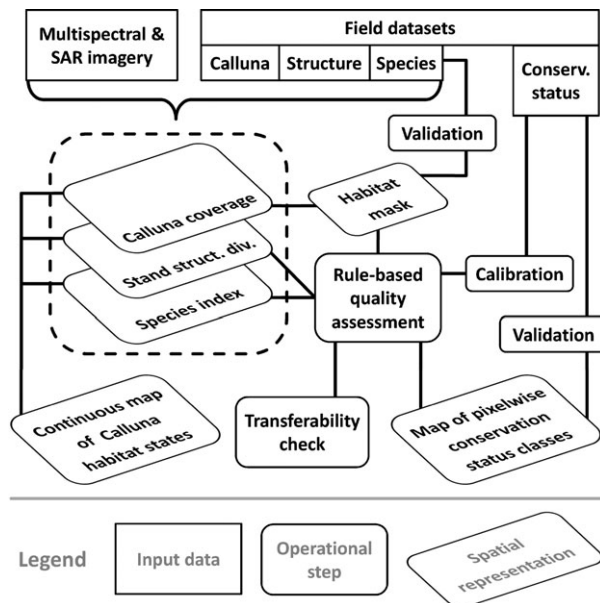 Multispectral &
SAR imagery
Field datasets
Calluna
Structure
Species
Conserv.
status
Validation
Calluna coverage
Stand struct. div.
Species index
Habitat
mask
Rule-based
quality
assessment
Calibration
Validation
Continuous map
of Calluna
habitat states
Transferability
check
Map of pixelwise
conservation
status classes
Legend
Input data
Operational
step
Spatial
representation